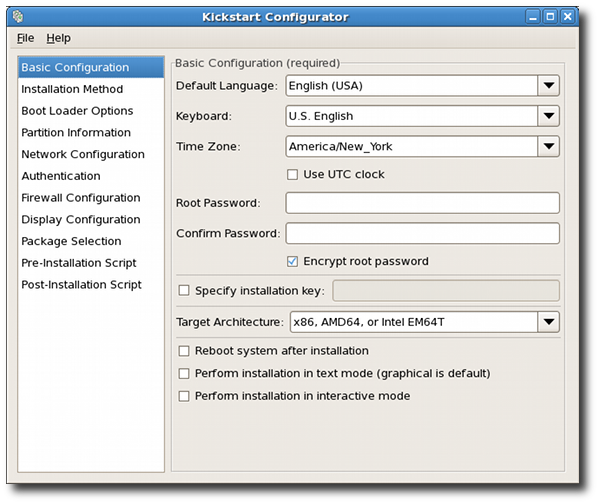 Kickstart Configurator
File Help
Basic Configuration
Installation Method
Boot Loader Options
Partition Information
Network Configuration
Authentication
Firewall Configuration
Display Configuration
Package Selection
Pre-Installation Script
Post-Installation Script
Basic Configuration (required)
Default Language: English (USA)
Keyboard: U.S. English
Time Zone: America/New_York
Use UTC clock
Root Password:
Confirm Password:
Encrypt root password
Specify installation key:
Target Architecture: x86, AMD64, or Intel EM64T
Reboot system after installation
Perform installation in text mode (graphical is default)
Perform installation in interactive mode